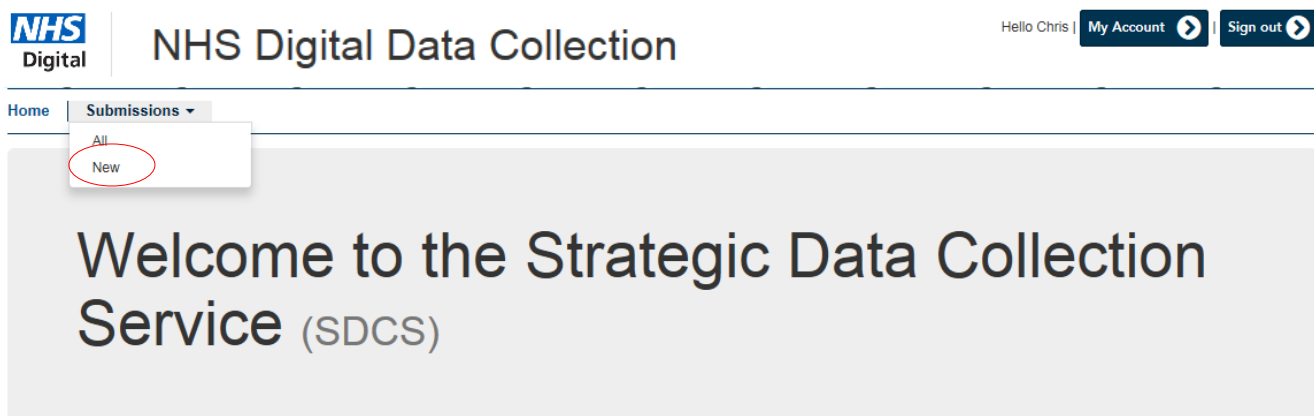 NHS
Digital
NHS Digital Data Collection
Hello Chris | My Account | Sign out
Home | Submissions
All
New
Welcome to the Strategic Data Collection
Service (SDCS)